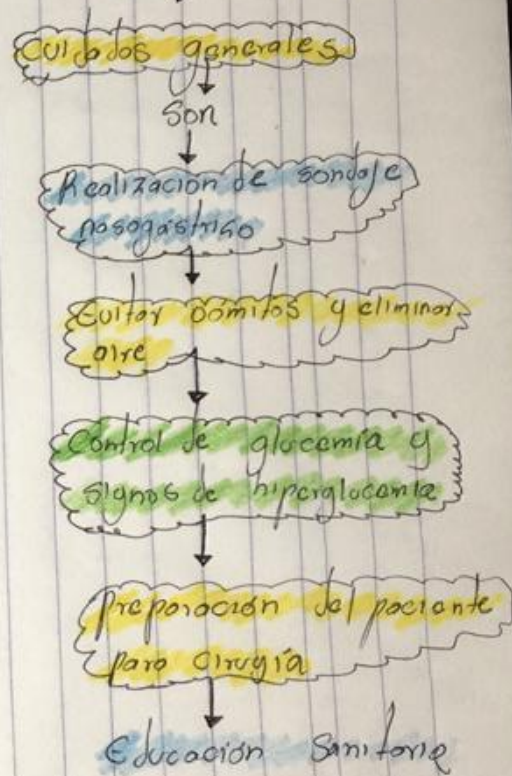 Cuidados generales
Son
Realización de sondaje
nasogástrico
Evitar vómitos y eliminar
aire
Control de glucemia y
signos de hiperglucemia
Preparación del paciente
para cirugía
Educación Sanitaria